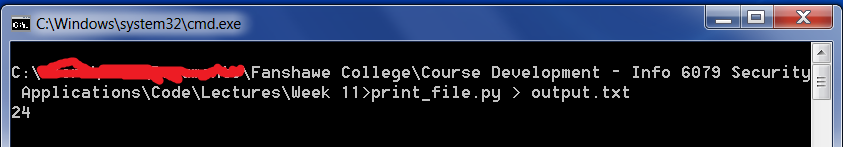 C:\Windows\system32\cmd.exe
C:\ \Fanshawe College\Course Development - Info 6079 Security
Applications\Code\Lectures\Week 11>print_file.py > output.txt
24